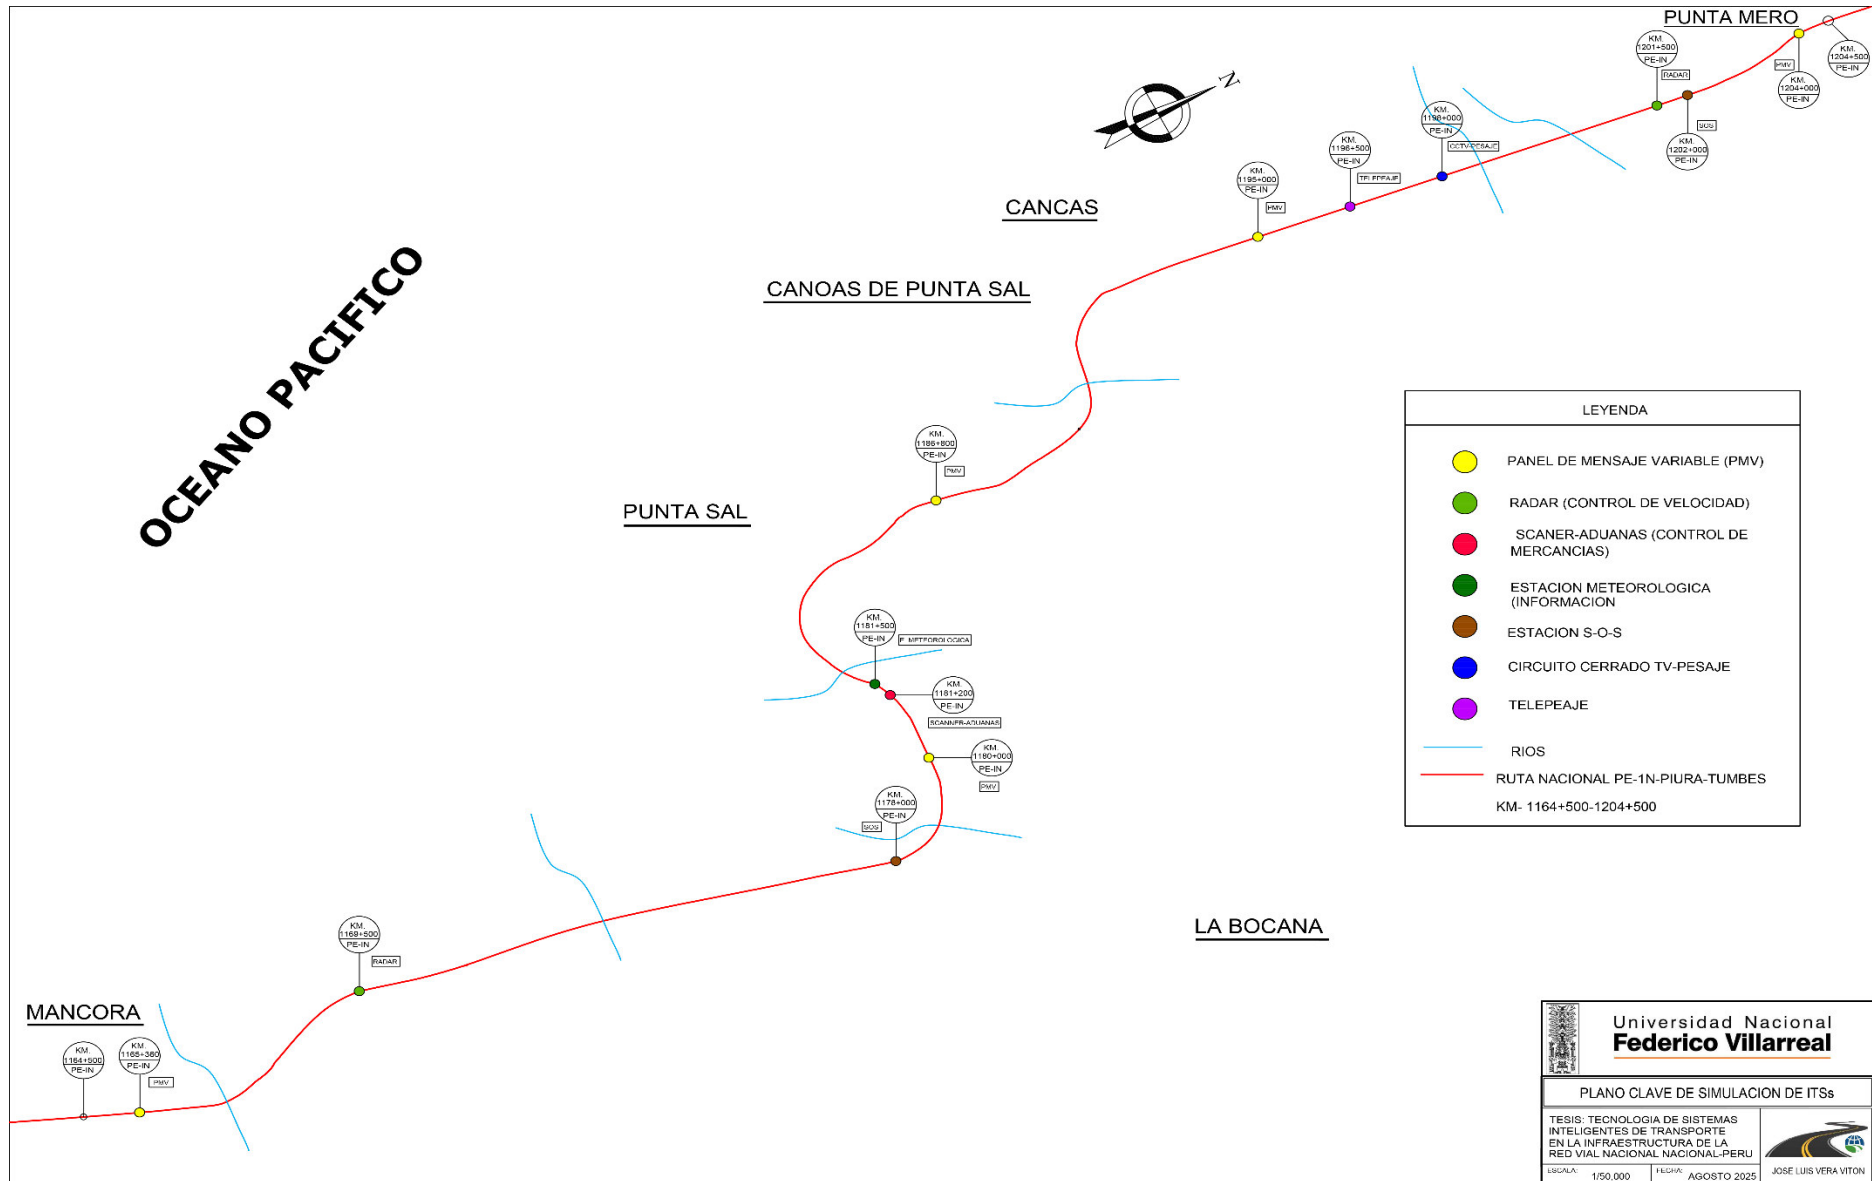 PUNTA MERO
KM.
1204+500
PE-IN
PMV
KM.
1204+000
PE-IN
KM.
1201+500
PE-IN
RADAR
SOS
KM.
1202+000
PE-IN
N
KM.
1198+000
PE-IN
CCTV-PESAJE
KM.
1196+500
PE-IN
TELEPEAJE
KM.
1195+000
PE-IN
PMV
CANCAS
CANOAS DE PUNTA SAL
OCEANO PACIFICO
KM.
1186+800
PE-IN
PMV
PUNTA SAL
KM.
1181+500
PE-IN
E. METEOROLOGICA
KM.
1181+200
PE-IN
SCANNER-ADUANAS
KM.
1180+000
PE-IN
PMV
KM.
1178+000
PE-IN
SOS
LA BOCANA
KM.
1169+500
PE-IN
RADAR
MANCORA
KM.
1164+500
PE-IN
KM.
1165+360
PE-IN
PMV
LEYENDA
PANEL DE MENSAJE VARIABLE (PMV)
RADAR (CONTROL DE VELOCIDAD)
SCANER-ADUANAS (CONTROL DE
MERCANCIAS)
ESTACION METEOROLOGICA
(INFORMACION
ESTACION S-O-S
CIRCUITO CERRADO TV-PESAJE
TELEPEAJE
RIOS
RUTA NACIONAL PE-1N-PIURA-TUMBES
KM- 1164+500-1204+500
Universidad Nacional
Federico Villarreal
PLANO CLAVE DE SIMULACION DE ITSs
TESIS: TECNOLOGIA DE SISTEMAS
INTELIGENTES DE TRANSPORTE
EN LA INFRAESTRUCTURA DE LA
RED VIAL NACIONAL NACIONAL-PERU
JOSE LUIS VERA VITON
ESCALA: 1/50,000
FECHA: AGOSTO 2025